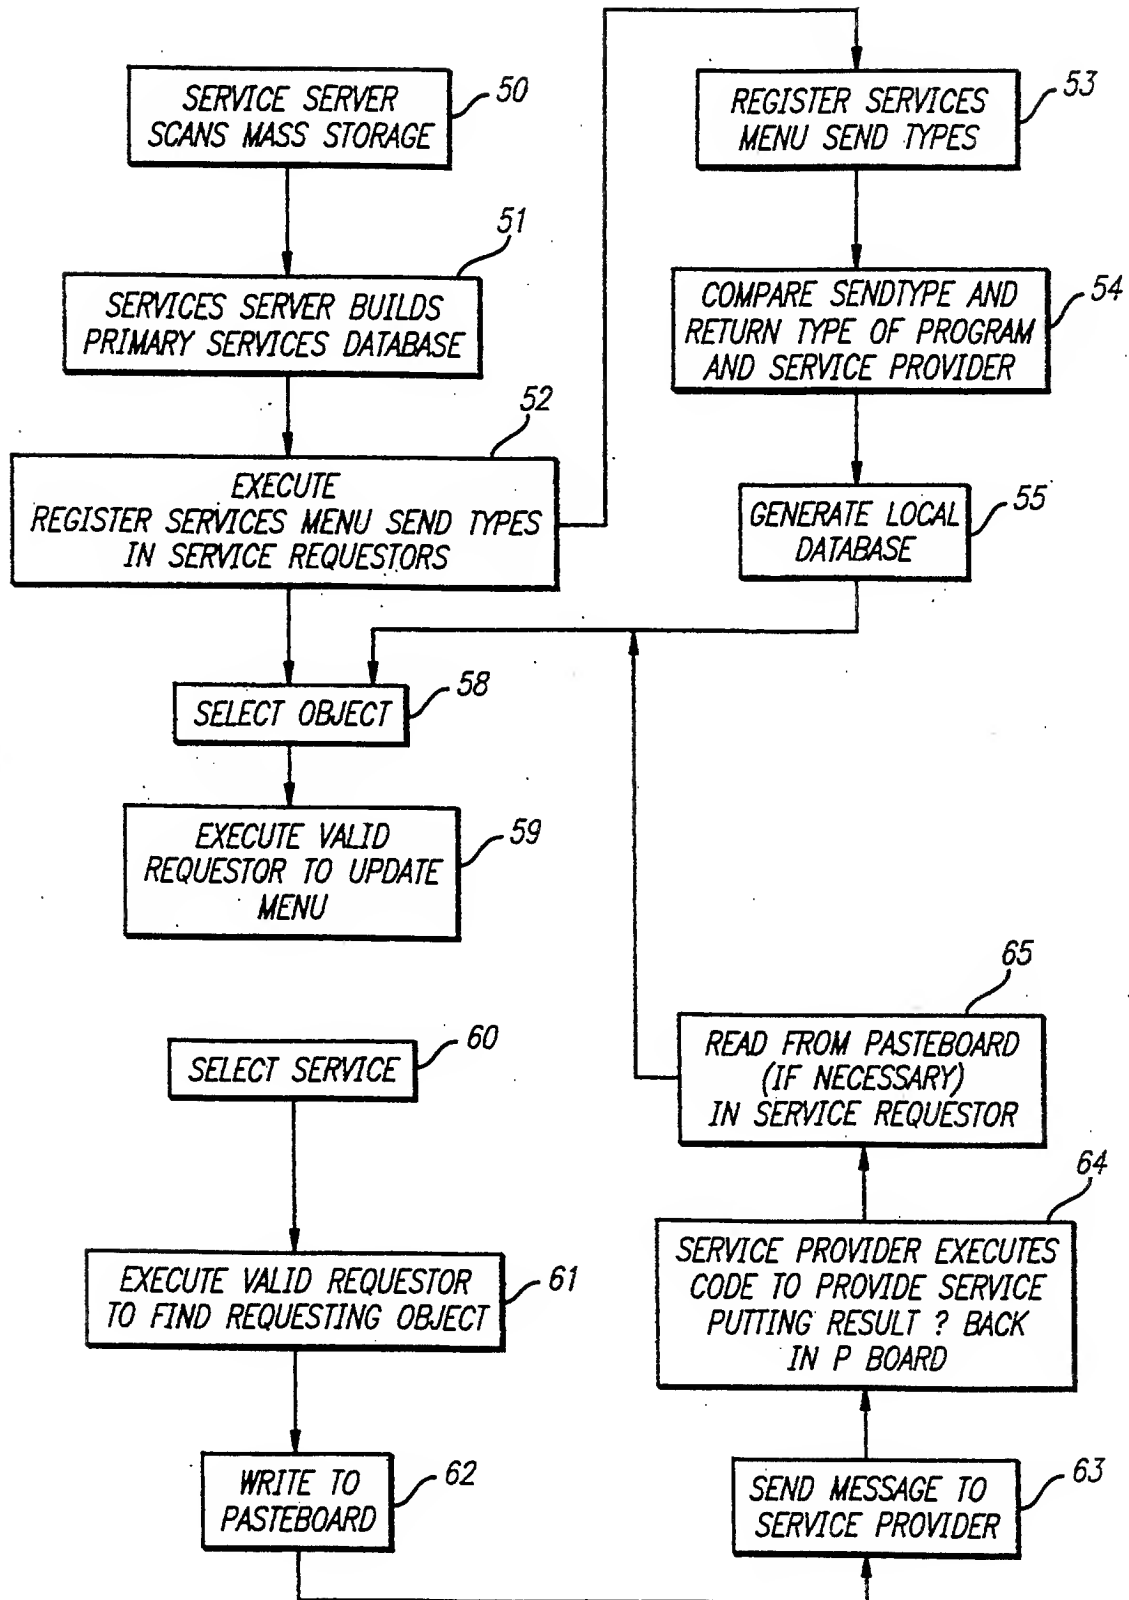 SERVICE SERVER
SCANS MASS STORAGE
50
SERVICES SERVER BUILDS
PRIMARY SERVICES DATABASE
51
EXECUTE
REGISTER SERVICES MENU SEND TYPES
IN SERVICE REQUESTORS
52
REGISTER SERVICES
MENU SEND TYPES
53
COMPARE SENDTYPE AND
RETURN TYPE OF PROGRAM
AND SERVICE PROVIDER
54
GENERATE LOCAL
DATABASE
55
SELECT OBJECT
58
EXECUTE VALID
REQUESTOR TO UPDATE
MENU
59
SELECT SERVICE
60
EXECUTE VALID REQUESTOR
TO FIND REQUESTING OBJECT
61
WRITE TO
PASTEBOARD
62
SEND MESSAGE TO
SERVICE PROVIDER
63
SERVICE PROVIDER EXECUTES
CODE TO PROVIDE SERVICE
PUTTING RESULT ? BACK
IN P BOARD
64
READ FROM PASTEBOARD
(IF NECESSARY)
IN SERVICE REQUESTOR
65